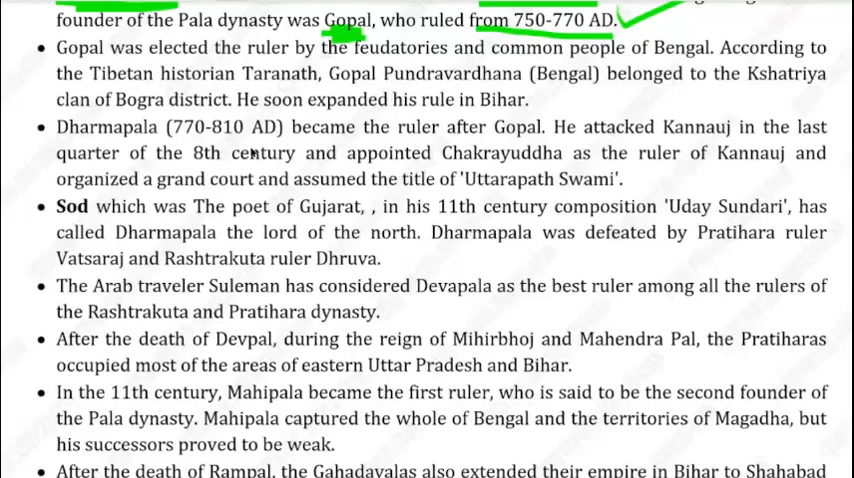 founder of the Pala dynasty was Gopal, who ruled from 750-770 AD.
• Gopal was elected the ruler by the feudatories and common people of Bengal. According to
the Tibetan historian Taranath, Gopal Pundravardhana (Bengal) belonged to the Kshatriya
clan of Bogra district. He soon expanded his rule in Bihar.
• Dharmapala (770-810 AD) became the ruler after Gopal. He attacked Kannauj in the last
quarter of the 8th century and appointed Chakrayuddha as the ruler of Kannauj and
organized a grand court and assumed the title of 'Uttarapath Swami'.
• Sod which was The poet of Gujarat, , in his 11th century composition 'Uday Sundari', has
called Dharmapala the lord of the north. Dharmapala was defeated by Pratihara ruler
Vatsaraj and Rashtrakuta ruler Dhruva.
• The Arab traveler Suleman has considered Devapala as the best ruler among all the rulers of
the Rashtrakuta and Pratihara dynasty.
• After the death of Devpal, during the reign of Mihirbhoj and Mahendra Pal, the Pratiharas
occupied most of the areas of eastern Uttar Pradesh and Bihar.
• In the 11th century, Mahipala became the first ruler, who is said to be the second founder of
the Pala dynasty. Mahipala captured the whole of Bengal and the territories of Magadha, but
his successors proved to be weak.
• After the death of Rampal, the Gahadavalas also extended their empire in Bihar to Shahabad